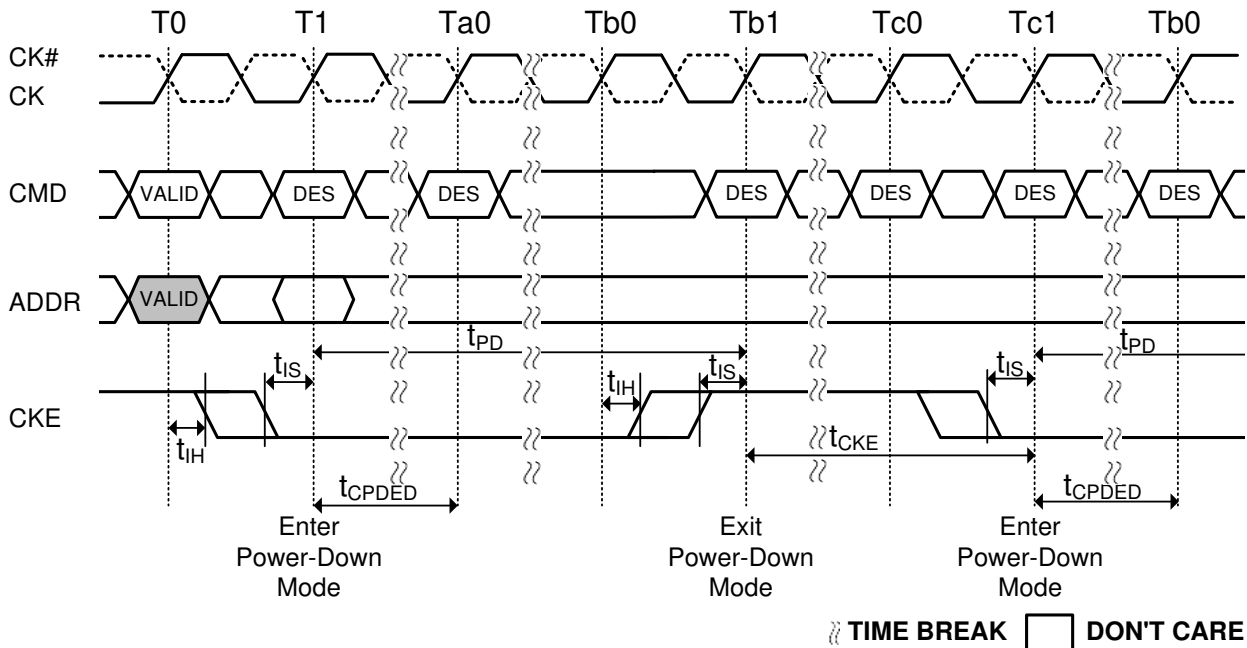 T0 T1 Ta0 Tb0 Tb1 Tc0 Tc1 Tb0
CK#
CK
CMD VALID DES DES DES DES DES DES
ADDR VALID
tPD tPD
tIS tIH tIS tIS
CKE
tIH tCKE
tCPDED tCPDED
Enter Power-Down Mode
Exit Power-Down Mode
Enter Power-Down Mode
TIME BREAK DON'T CARE